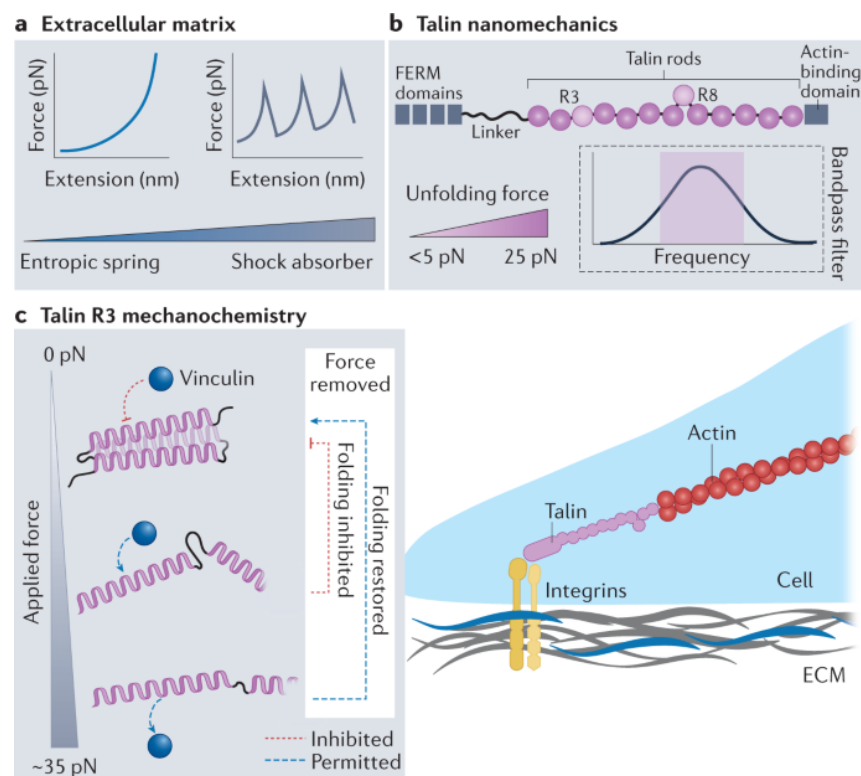 a Extracellular matrix
Force (pN)
Extension (nm)
Force (pN)
Extension (nm)
Entropic spring
Shock absorber
b Talin nanomechanics
FERM
domains
Linker
Talin rods
R3
R8
Actin-
binding
domain
Unfolding force
<5 pN
25 pN
Frequency
Bandpass filter
c Talin R3 mechanochemistry
0 pN
Applied force
~35 pN
Vinculin
Force
removed
Folding inhibited
Folding restored
Inhibited
Permitted
Actin
Talin
Integrins
Cell
ECM